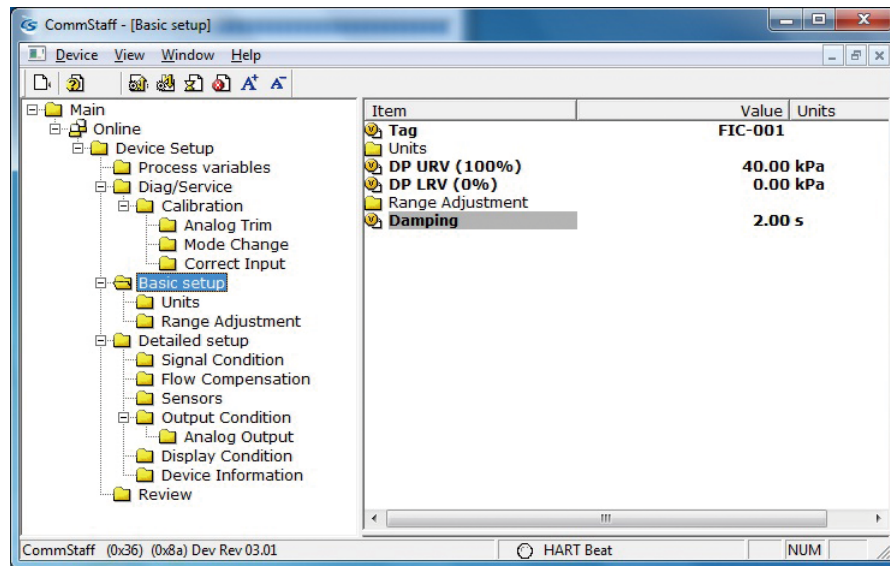 CommStaff - [Basic setup]
Device View Window Help
Main
Online
Device Setup
Process variables
Diag/Service
Calibration
Analog Trim
Mode Change
Correct Input
Basic setup
Units
Range Adjustment
Detailed setup
Signal Condition
Flow Compensation
Sensors
Output Condition
Analog Output
Display Condition
Device Information
Review
Item Value Units
Tag FIC-001
Units
DP URV (100%) 40.00 kPa
DP LRV (0%) 0.00 kPa
Range Adjustment
Damping 2.00 s
CommStaff (0x36) (0x8a) Dev Rev 03.01 HART Beat NUM